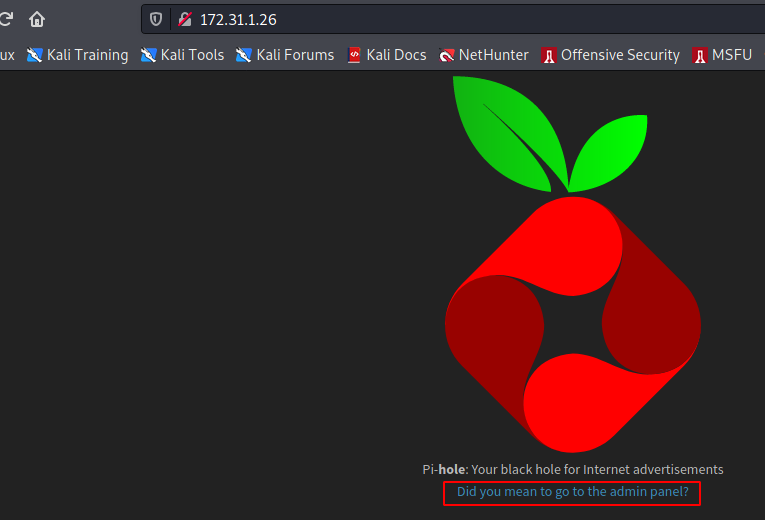 172.31.1.26
ux Kali Training Kali Tools Kali Forums Kali Docs NetHunter Offensive Security MSFU
Pi-hole: Your black hole for Internet advertisements
Did you mean to go to the admin panel?